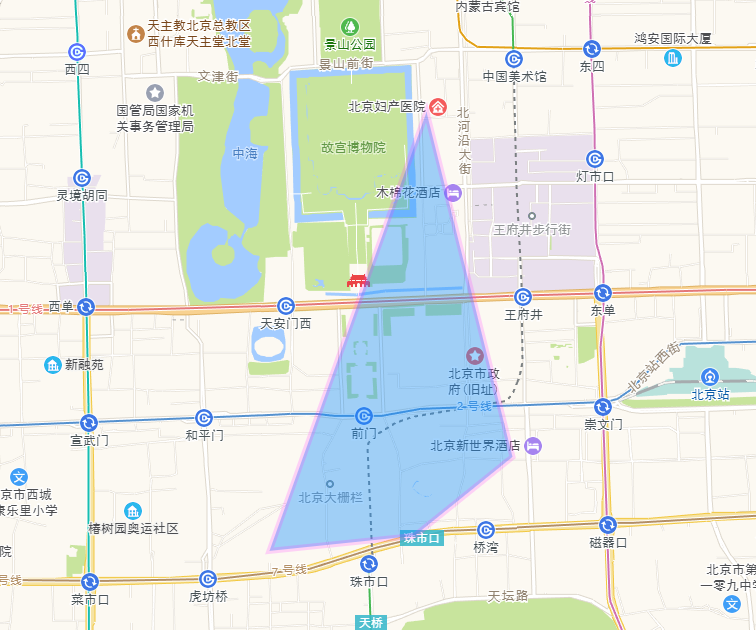 内蒙古宾馆
天主教北京总教区
西什库天主堂北堂
景山公园
鸿安国际大厦
西四
文津街
景山前街
中国美术馆
东四
国管局国家机
关事务管理局
北京妇产医院
北河沿大街
中海
故宫博物院
灯市口
灵境胡同
木棉花酒店
王府井步行街
1号线
西单
天安门西
王府井
东单
新融苑
北京市政
府(旧址)
北京站西街
北京站
2号线
宣武门
和平门
前门
崇文门
北京新世界酒店
京市西城
康乐里小学
北京大栅栏
椿树园奥运社区
珠市口
桥湾
磁器口
院
7号线
号线
菜市口
虎坊桥
珠市口
北京市第
一零九中学
天坛路
天桥